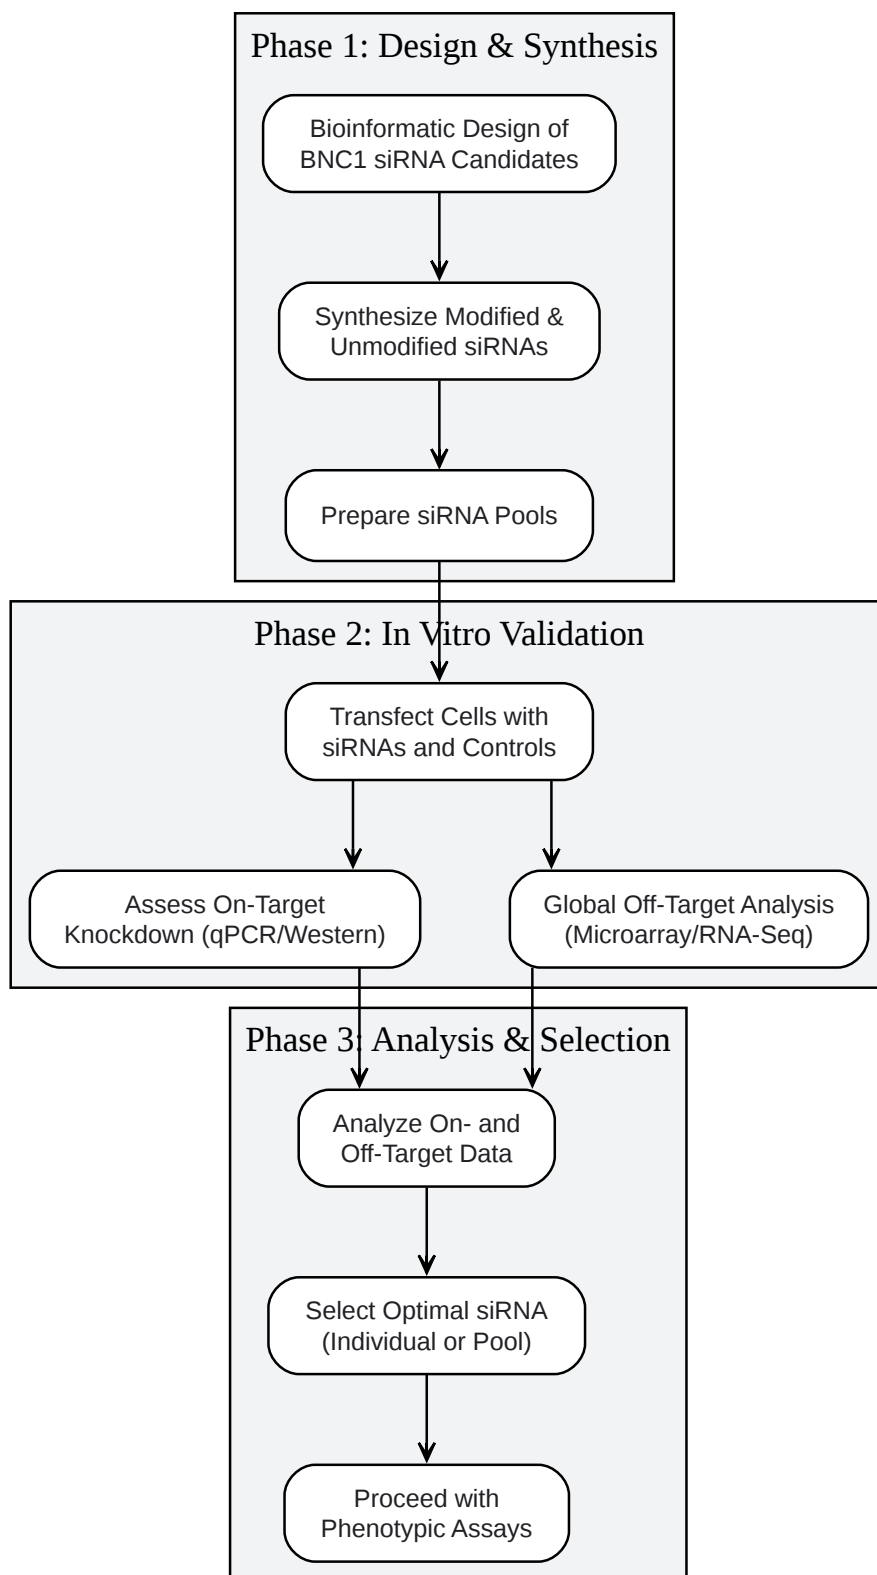 Phase 1: Design & Synthesis
Bioinformatic Design of
BNC1 siRNA Candidates
Synthesize Modified &
Unmodified siRNAs
Prepare siRNA Pools
Phase 2: In Vitro Validation
Transfect Cells with
siRNAs and Controls
Assess On-Target
Knockdown (qPCR/Western)
Global Off-Target Analysis
(Microarray/RNA-Seq)
Phase 3: Analysis & Selection
Analyze On- and
Off-Target Data
Select Optimal siRNA
(Individual or Pool)
Proceed with
Phenotypic Assays